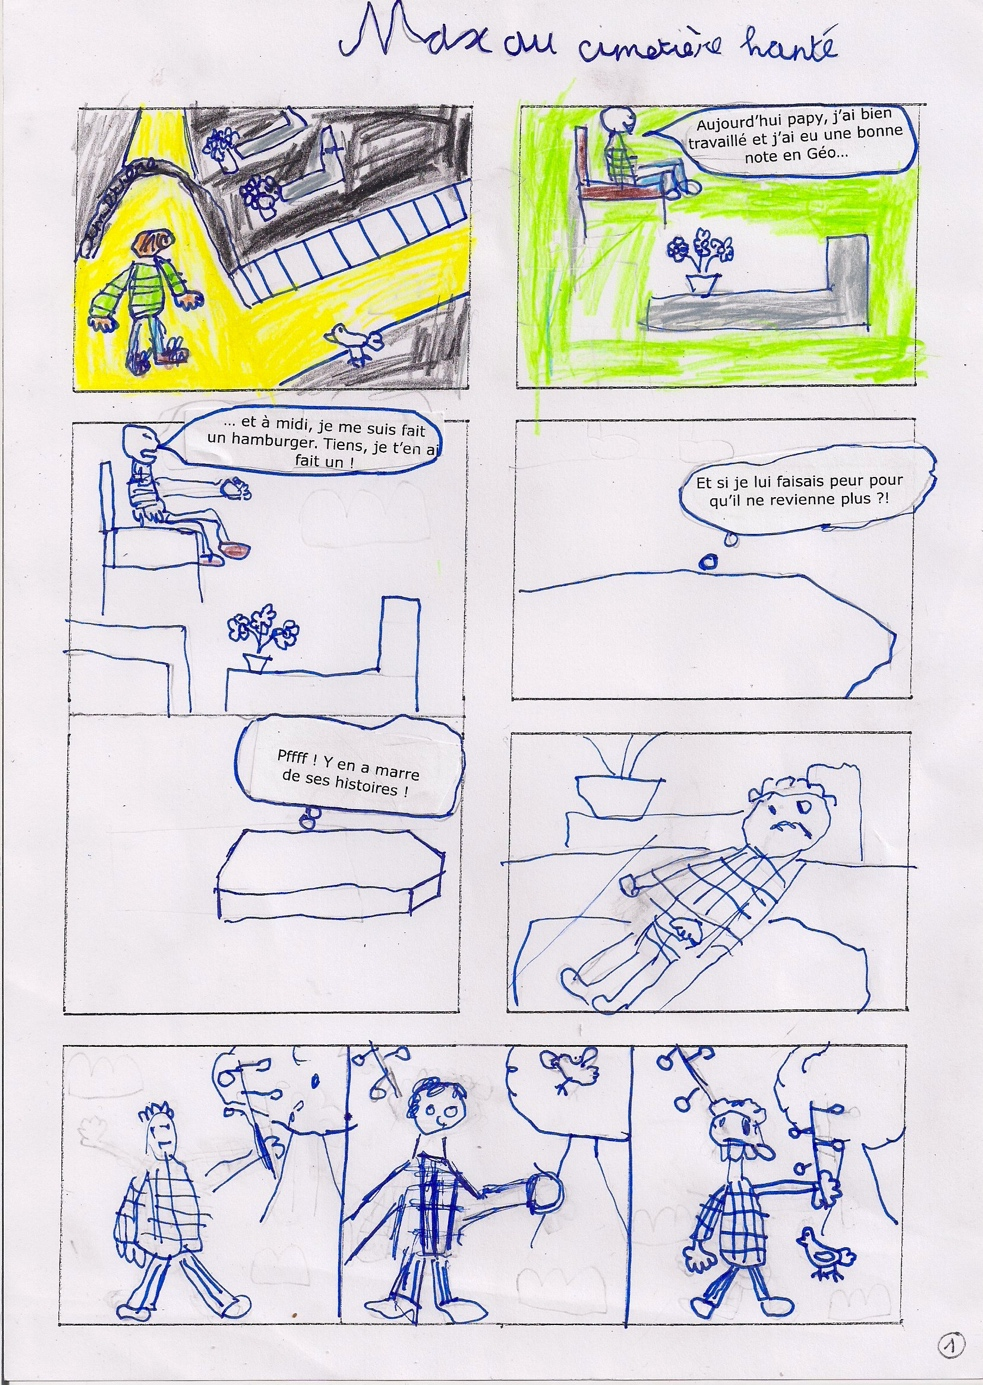 Max au cimetière hanté
Aujourd'hui papy, j'ai bien
travaillé et j'ai eu une bonne
note en Géo...
... et à midi, je me suis fait
un hamburger. Tiens, je t'en ai
fait un !
Et si je lui faisais peur pour
qu'il ne revienne plus ?!
Pffff ! Y en a marre
de ses histoires !
1